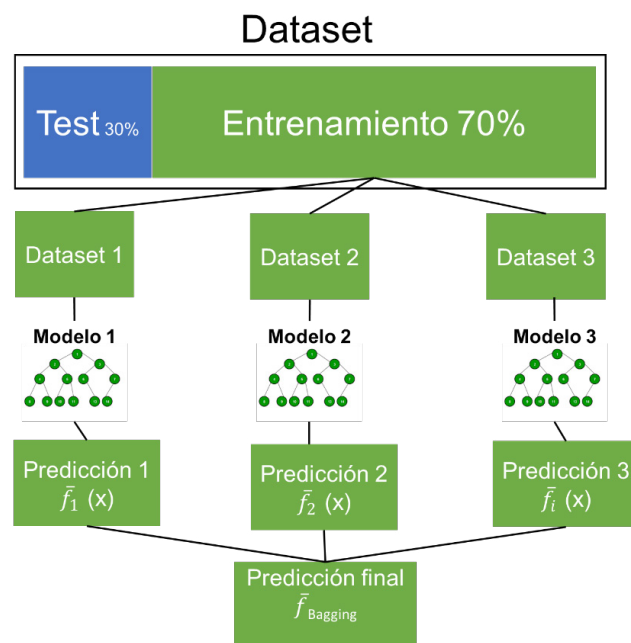 Dataset
Test 30%
Entrenamiento 70%
Dataset 1
Dataset 2
Dataset 3
Modelo 1
Modelo 2
Modelo 3
Predicción 1
f̄₁ (x)
Predicción 2
f̄₂ (x)
Predicción 3
f̄ᵢ (x)
Predicción final
f̄ Bagging